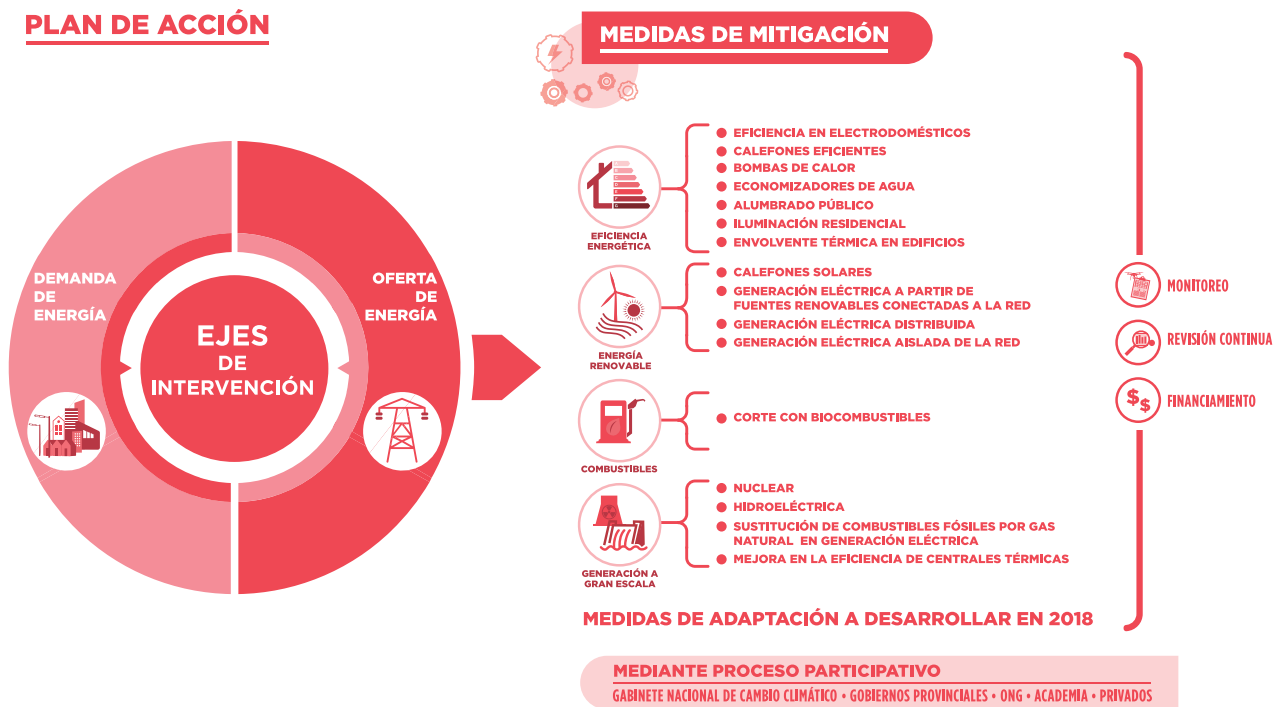 PLAN DE ACCIÓN
DEMANDA
DE
ENERGÍA
OFERTA
DE
ENERGÍA
EJES
DE
INTERVENCIÓN
MEDIDAS DE MITIGACIÓN
EFICIENCIA
ENERGÉTICA
EFICIENCIA EN ELECTRODOMÉSTICOS
CALEFONES EFICIENTES
BOMBAS DE CALOR
ECONOMIZADORES DE AGUA
ALUMBRADO PÚBLICO
ILUMINACIÓN RESIDENCIAL
ENVOLVENTE TÉRMICA EN EDIFICIOS
ENERGÍA
RENOVABLE
CALEFONES SOLARES
GENERACIÓN ELÉCTRICA A PARTIR DE
FUENTES RENOVABLES CONECTADAS A LA RED
GENERACIÓN ELÉCTRICA DISTRIBUIDA
GENERACIÓN ELÉCTRICA AISLADA DE LA RED
COMBUSTIBLES
CORTE CON BIOCOMBUSTIBLES
GENERACIÓN A
GRAN ESCALA
NUCLEAR
HIDROELÉCTRICA
SUSTITUCIÓN DE COMBUSTIBLES FÓSILES POR GAS
NATURAL EN GENERACIÓN ELÉCTRICA
MEJORA EN LA EFICIENCIA DE CENTRALES TÉRMICAS
MEDIDAS DE ADAPTACIÓN A DESARROLLAR EN 2018
MONITOREO
REVISIÓN CONTINUA
$$
FINANCIAMIENTO
MEDIANTE PROCESO PARTICIPATIVO
GABINETE NACIONAL DE CAMBIO CLIMÁTICO • GOBIERNOS PROVINCIALES • ONG • ACADEMIA • PRIVADOS